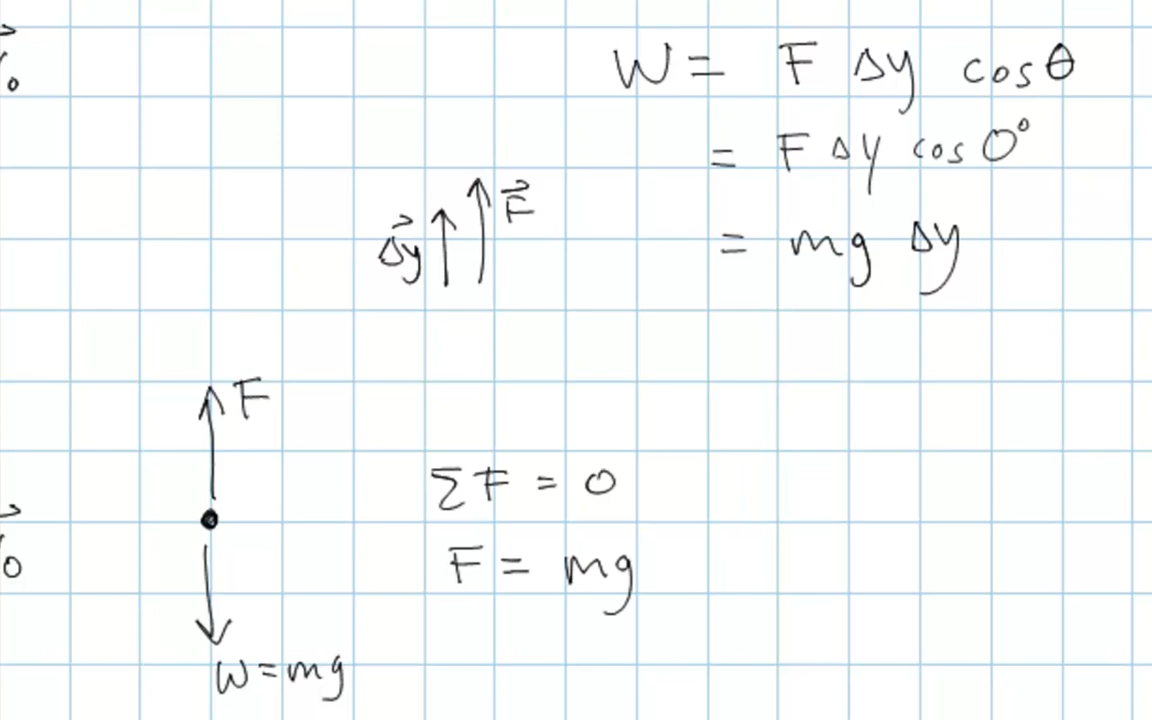 W = F Δy cosθ
= F Δy cos 0°
= mg Δy
Δy⃗ F⃗
F
ΣF = 0
F = mg
W = mg